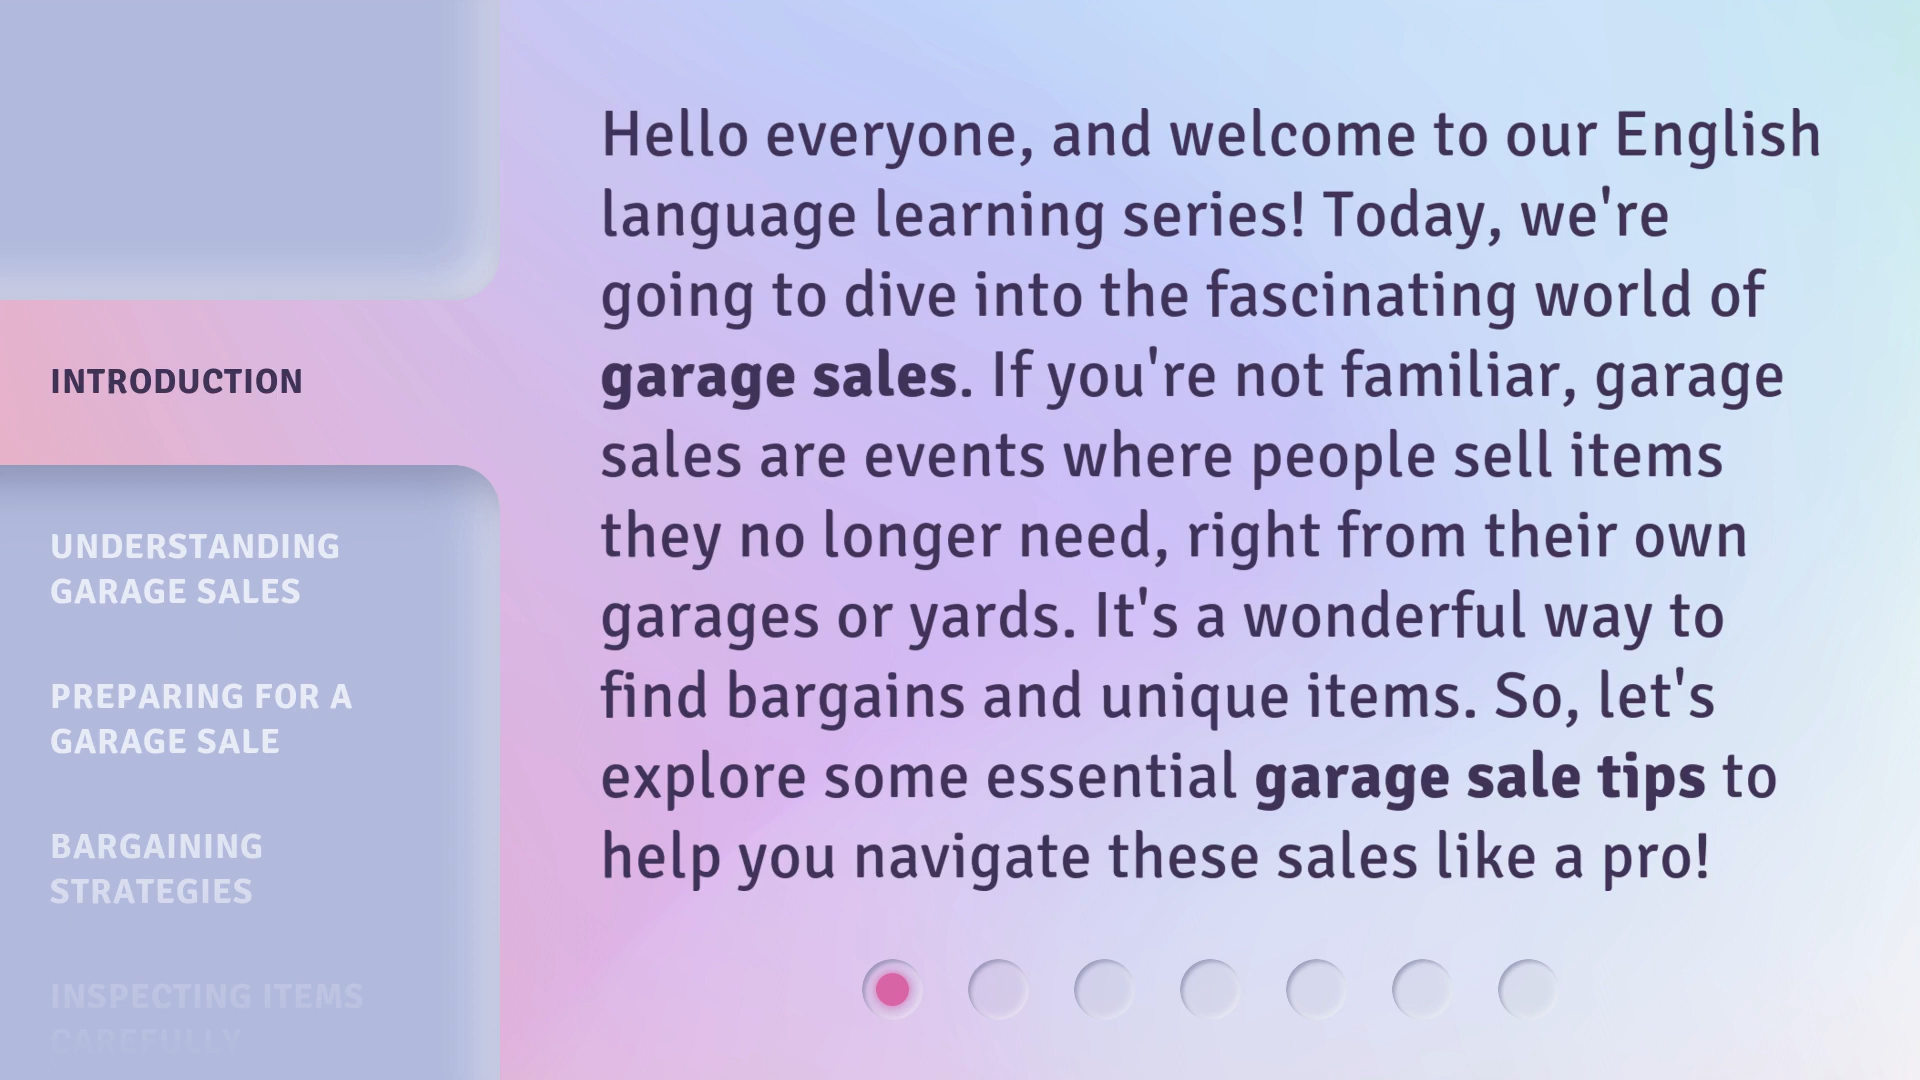 INTRODUCTION
UNDERSTANDING
GARAGE SALES
PREPARING FOR A
GARAGE SALE
BARGAINING
STRATEGIES
INSPECTING ITEMS
CAREFULLY
Hello everyone, and welcome to our English
language learning series! Today, we're
going to dive into the fascinating world of
garage sales. If you're not familiar, garage
sales are events where people sell items
they no longer need, right from their own
garages or yards. It's a wonderful way to
find bargains and unique items. So, let's
explore some essential garage sale tips to
help you navigate these sales like a pro!